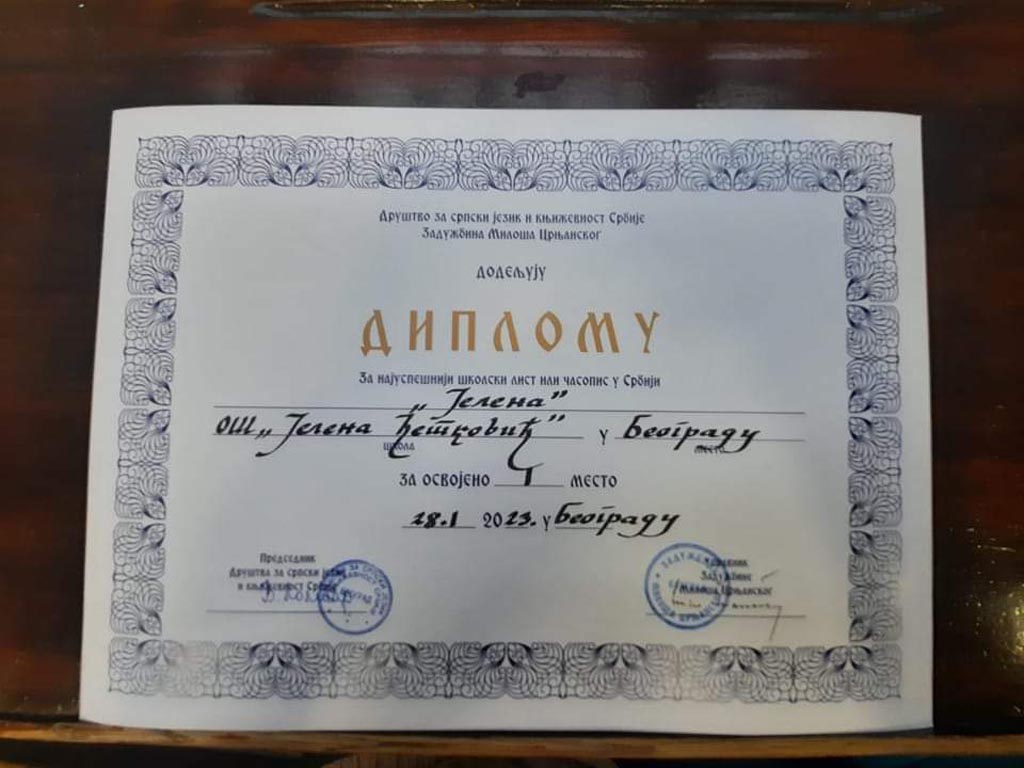 Друштво за српски језик и књижевност Србије
Задужбина Милоша Црњанског
додељују
ДИПЛОМУ
За најуспешнији школски лист или часопис у Србији
„Јелена”
ОШ „Јелена Ћетковић” у Београду
школа место
за освојено I место
28.1 2023. у Београду
Председник
Друштва за српски језик
и књижевност Србије
Управник
Задужбине
Милоша Црњанског